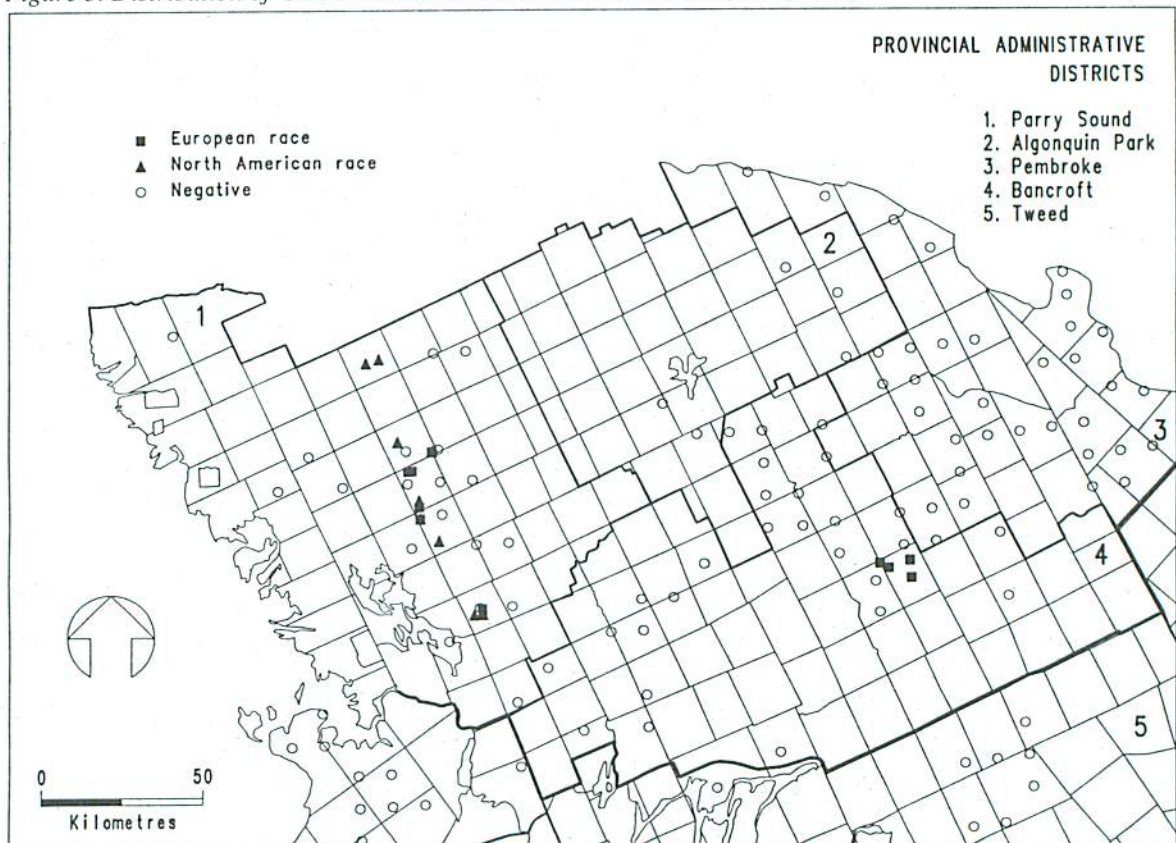 PROVINCIAL ADMINISTRATIVE
DISTRICTS
1. Parry Sound
2. Algonquin Park
3. Pembroke
4. Bancroft
5. Tweed
European race
North American race
Negative
1
2
3
4
5
0 50
Kilometres